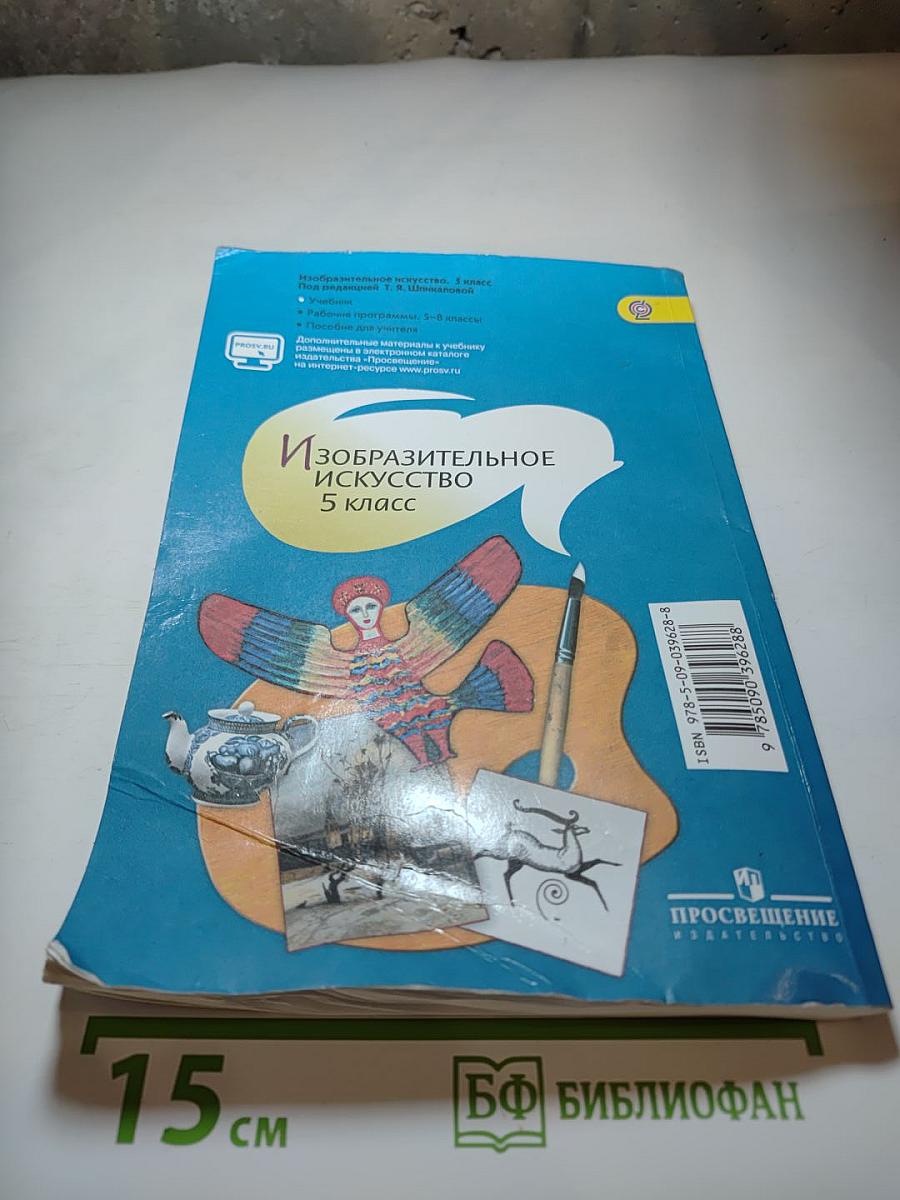 Изобразительное искусство. 5 класс
Под редакцией Т. Я. Шпикаловой
• Учебник
• Рабочие программы. 5–8 классы
• Пособие для учителя
PROSV.RU
Дополнительные материалы к учебнику
размещены в электронном каталоге
издательства «Просвещение»
на интернет-ресурсе www.prosv.ru
ИЗОБРАЗИТЕЛЬНОЕ
ИСКУССТВО
5 класс
ISBN 978-5-09-039628-8
9 785090 396288
ПРОСВЕЩЕНИЕ
ИЗДАТЕЛЬСТВО
15 см
БФ БИБЛИОФАН